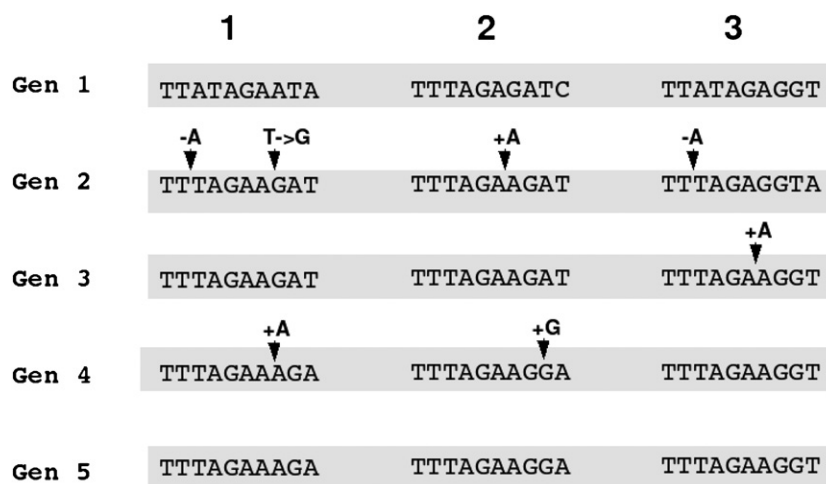 1 2 3
Gen 1 TTATAGAATA TTTAGAGATC TTATAGAGGT
-A T->G +A -A
Gen 2 TTTAGAAGAT TTTAGAAGAT TTTAGAGGTA
+A
Gen 3 TTTAGAAGAT TTTAGAAGAT TTTAGAAGGT
+A +G
Gen 4 TTTAGAAAGA TTTAGAAGGA TTTAGAAGGT
Gen 5 TTTAGAAAGA TTTAGAAGGA TTTAGAAGGT